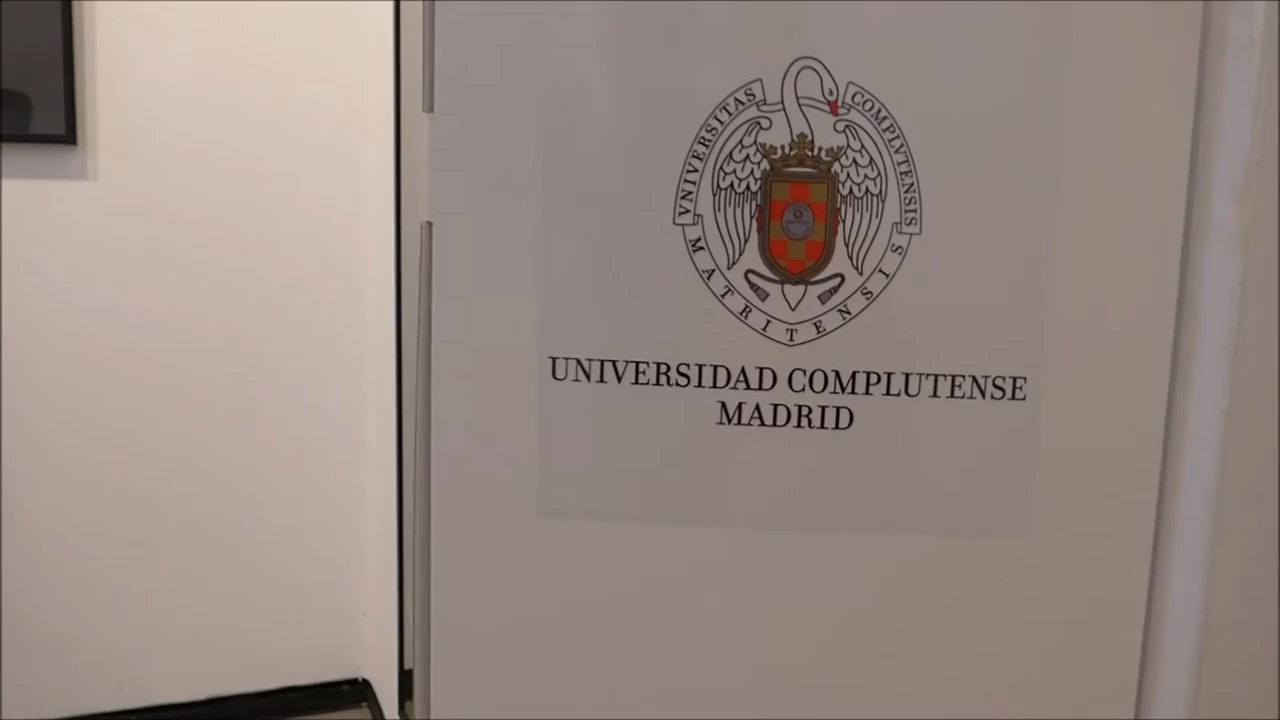 VNIVERSITAS COMPLVTENSIS
MATRITENSIS
UNIVERSIDAD COMPLUTENSE
MADRID